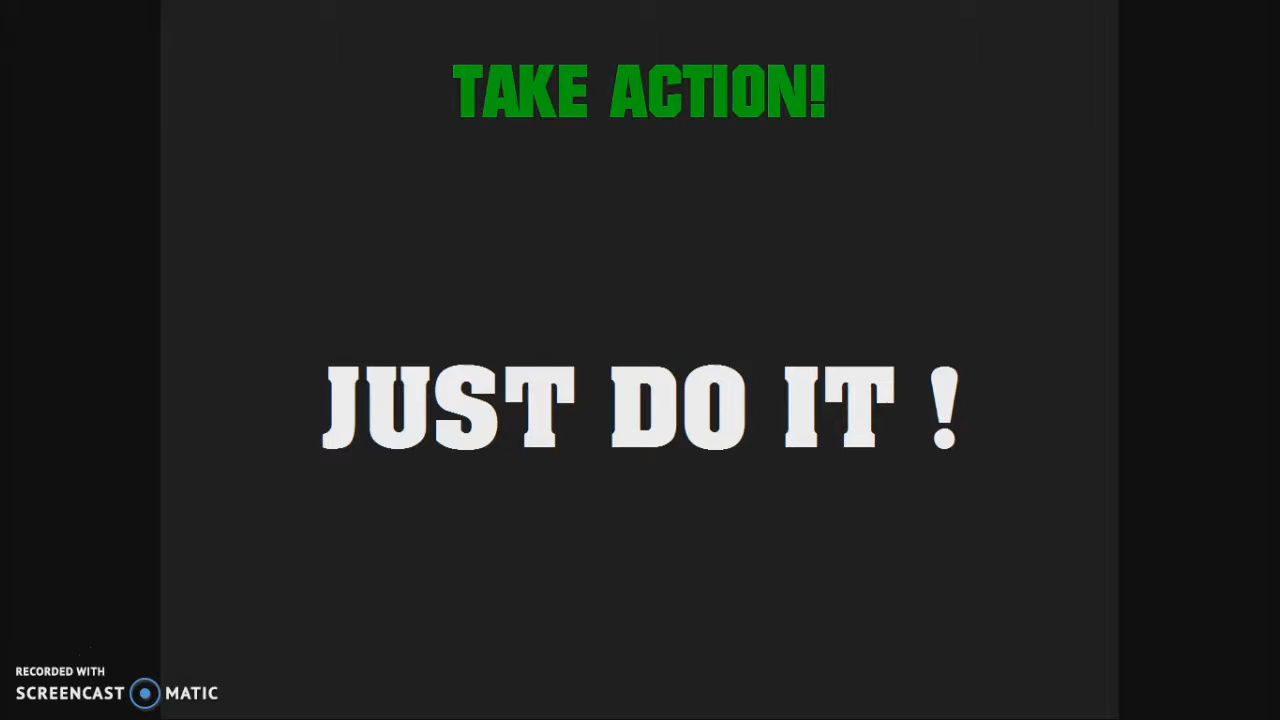 TAKE ACTION!
JUST DO IT !
RECORDED WITH
SCREENCAST MATIC